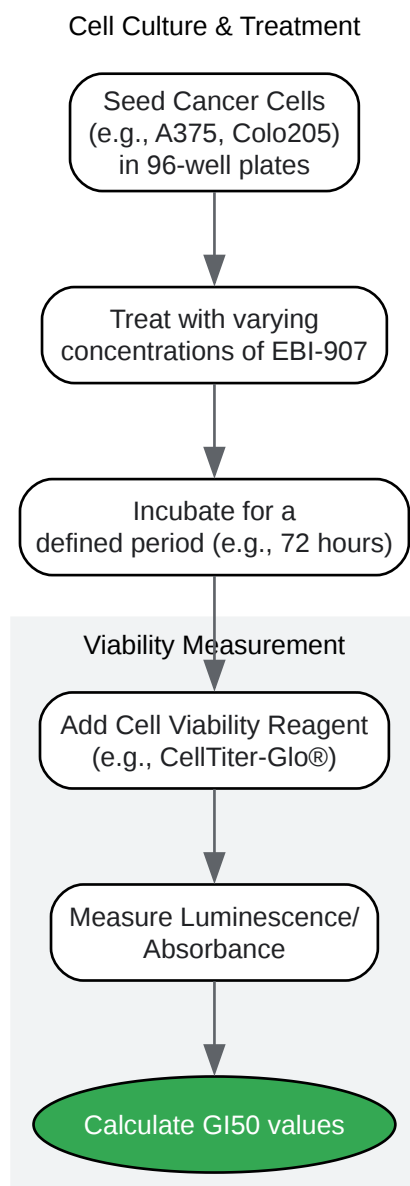 Cell Culture & Treatment
Seed Cancer Cells
(e.g., A375, Colo205)
in 96-well plates
Treat with varying
concentrations of EBI-907
Incubate for a
defined period (e.g., 72 hours)
Viability Measurement
Add Cell Viability Reagent
(e.g., CellTiter-Glo®)
Measure Luminescence/
Absorbance
Calculate GI50 values